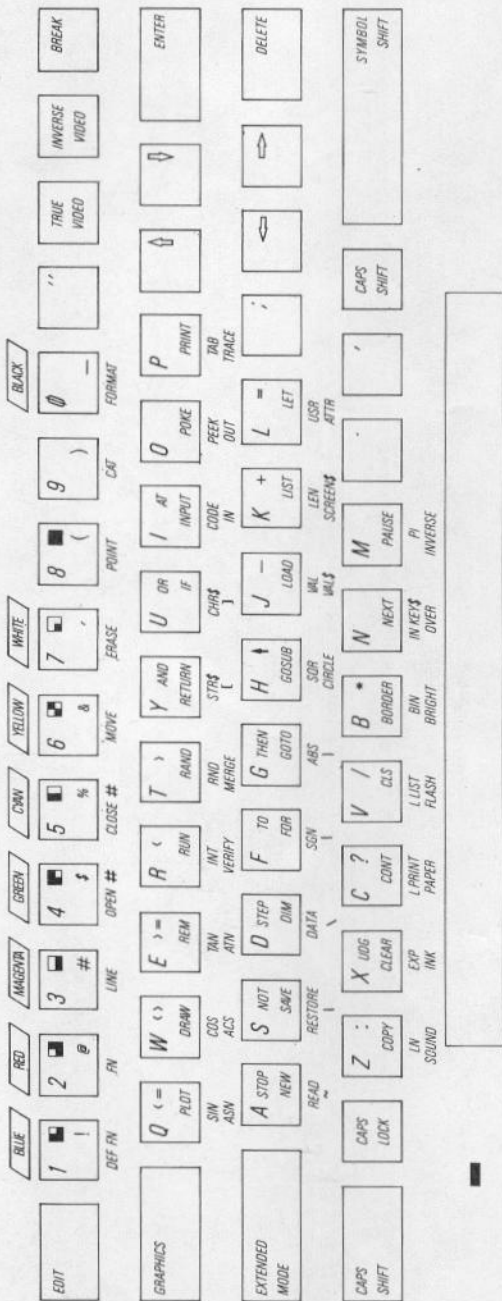 BLUE RED MAGENTA GREEN CYAN YELLOW WHITE BLACK
EDIT 1 ! 2 @ 3 # 4 $ 5 % 6 & 7 ' 8 ( 9 ) Ø — " TRUE VIDEO INVERSE VIDEO BREAK
DEF FN FN LINE OPEN # CLOSE # MOVE ERASE POINT CAT FORMAT
GRAPHICS Q <= PLOT W <> DRAW E >= REM R < RUN T > RAND Y AND RETURN U OR IF I AT INPUT O POKE P PRINT ⇧ ⇩ ENTER
SIN COS TAN INT RND STR$ CHR$ CODE PEEK TAB
ASN ACS ATN VERIFY MERGE [ ] IN OUT TRACE
EXTENDED MODE A STOP NEW S NOT SAVE D STEP DIM F TO FOR G THEN GOTO H ↑ GOSUB J — LOAD K + LIST L = LET ; ⇦ ⇨ DELETE
READ RESTORE DATA SGN ABS SQR VAL LEN USR
~ | \ | | CIRCLE VAL$ SCREEN$ ATTR
CAPS SHIFT CAPS LOCK Z : COPY X UDG CLEAR C ? CONT V / CLS B * BORDER N NEXT M PAUSE . , CAPS SHIFT SYMBOL SHIFT
LN EXP LPRINT LLIST BIN IN KEY$ PI
SOUND INK PAPER FLASH BRIGHT OVER INVERSE